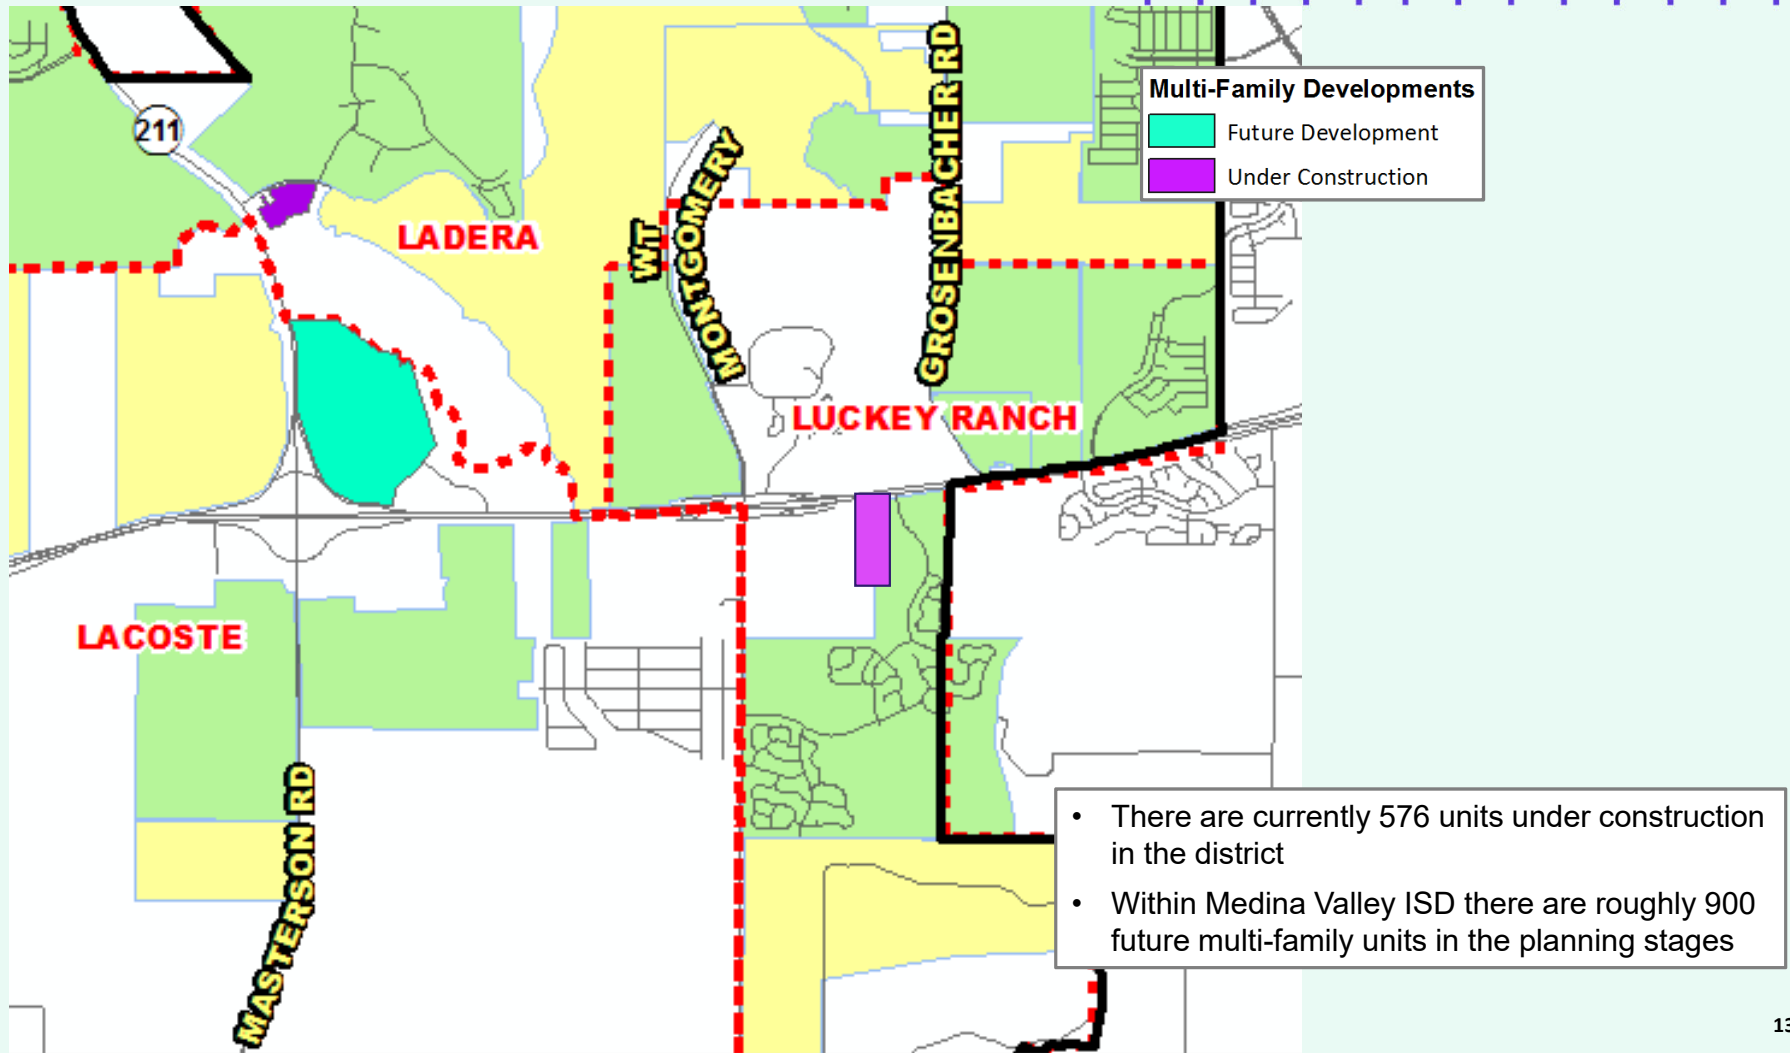 211
LADERA
WT
MONTGOMERY
GROSENBACHER RD
Multi-Family Developments
Future Development
Under Construction
LUCKEY RANCH
LACOSTE
MASTERSON RD
• There are currently 576 units under construction
in the district
• Within Medina Valley ISD there are roughly 900
future multi-family units in the planning stages
13